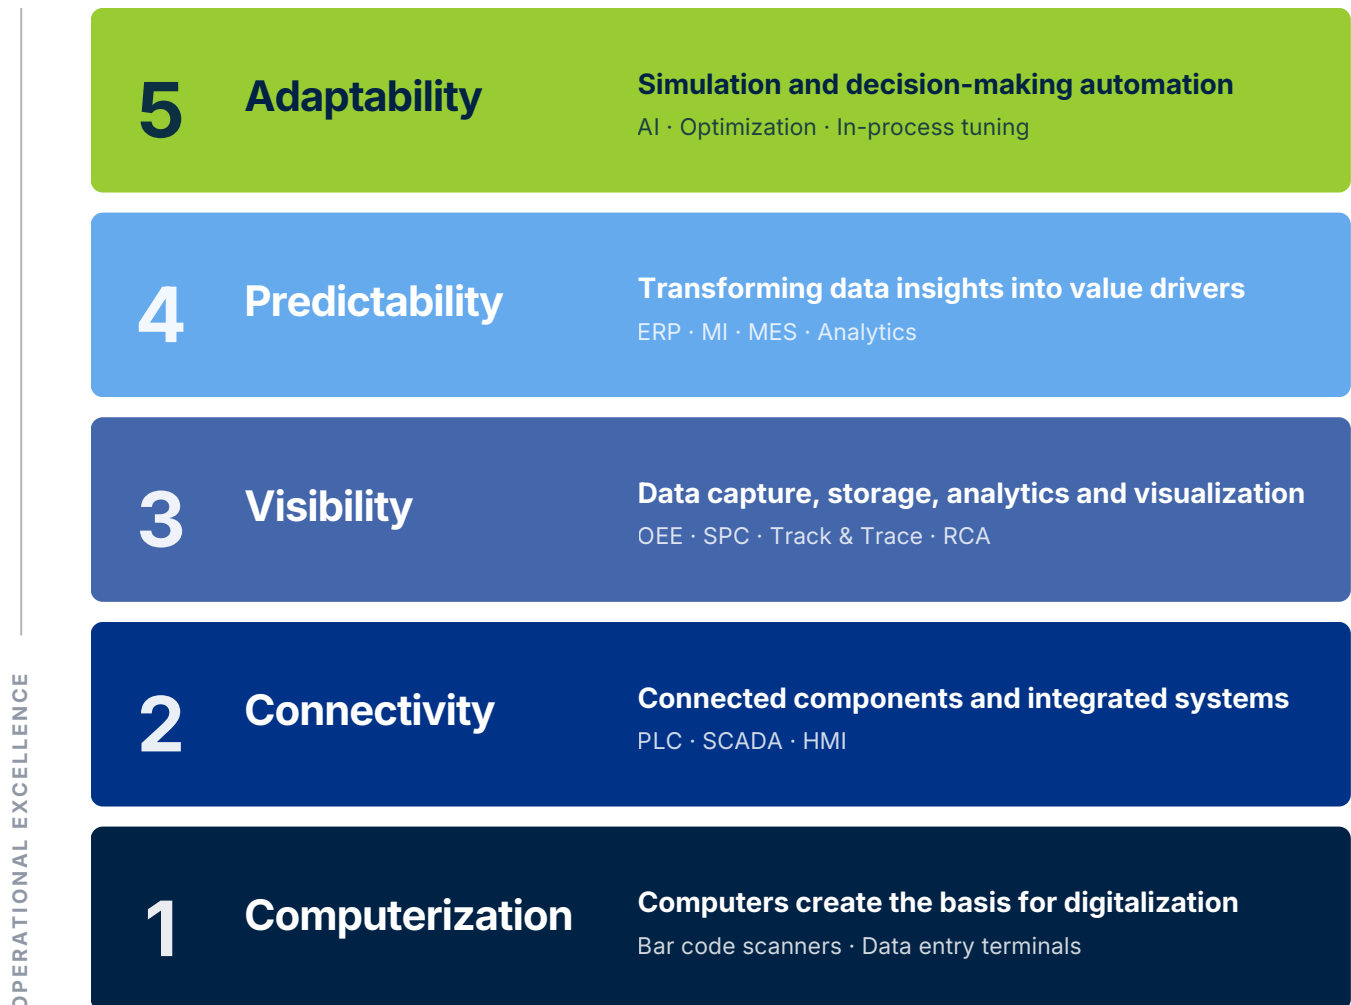 5
Adaptability
Simulation and decision-making automation
AI · Optimization · In-process tuning
4
Predictability
Transforming data insights into value drivers
ERP · MI · MES · Analytics
3
Visibility
Data capture, storage, analytics and visualization
OEE · SPC · Track & Trace · RCA
2
Connectivity
Connected components and integrated systems
PLC · SCADA · HMI
1
Computerization
Computers create the basis for digitalization
Bar code scanners · Data entry terminals
OPERATIONAL EXCELLENCE